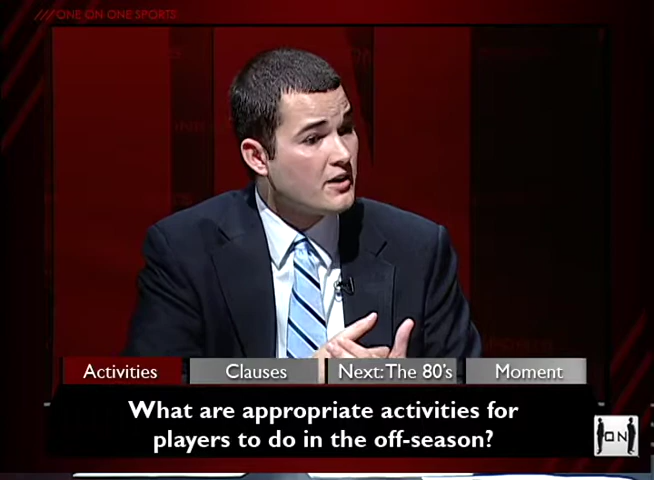 ///ONE ON ONE SPORTS
Activities
Clauses
Next: The 80's
Moment
What are appropriate activities for
players to do in the off-season?
ON